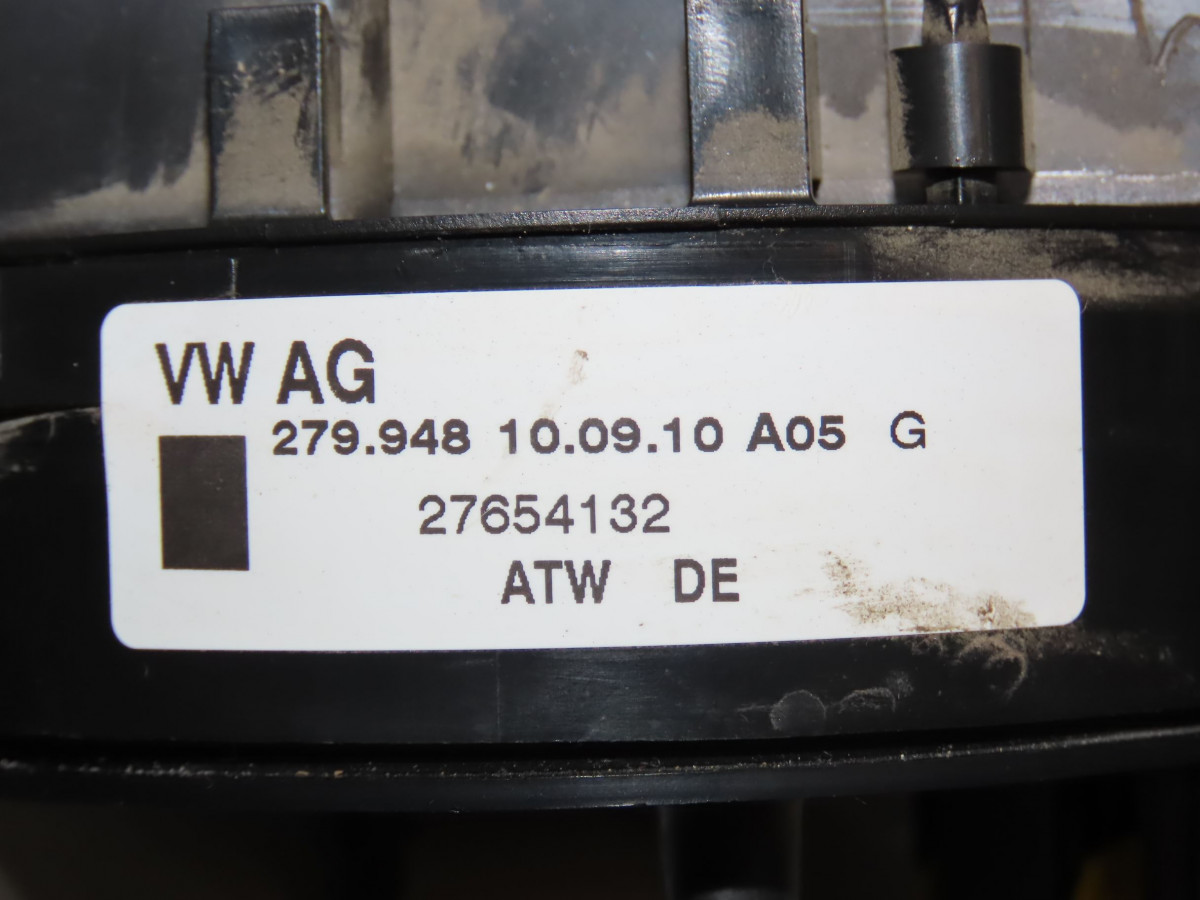 VW AG
279.948 10.09.10 A05 G
27654132
ATW DE